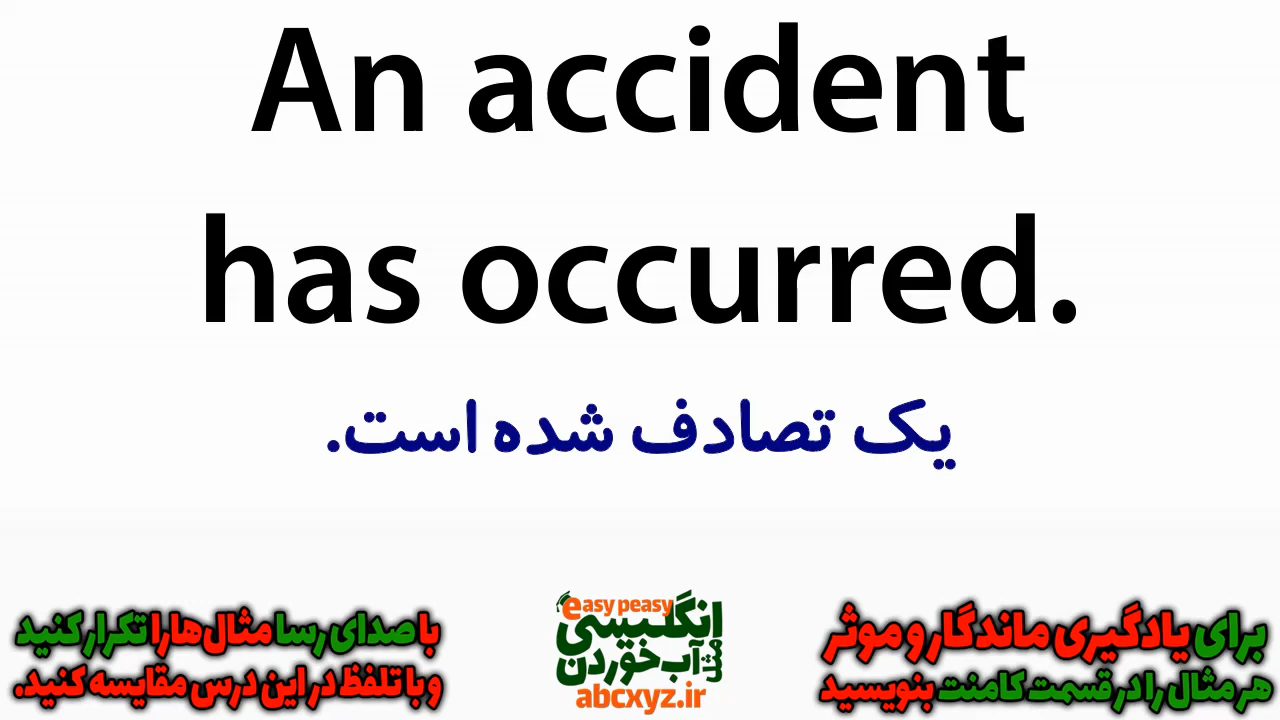 An accident
has occurred.
یک تصادف شده است.
با صدای رسا مثال‌ها را تکرار کنید
و با تلفظ در این درس مقایسه کنید.
easy peasy
انگلیسی
مثل آب خوردن
abcxyz.ir
برای یادگیری ماندگار و موثر
هر مثال را در قسمت کامنت بنویسید